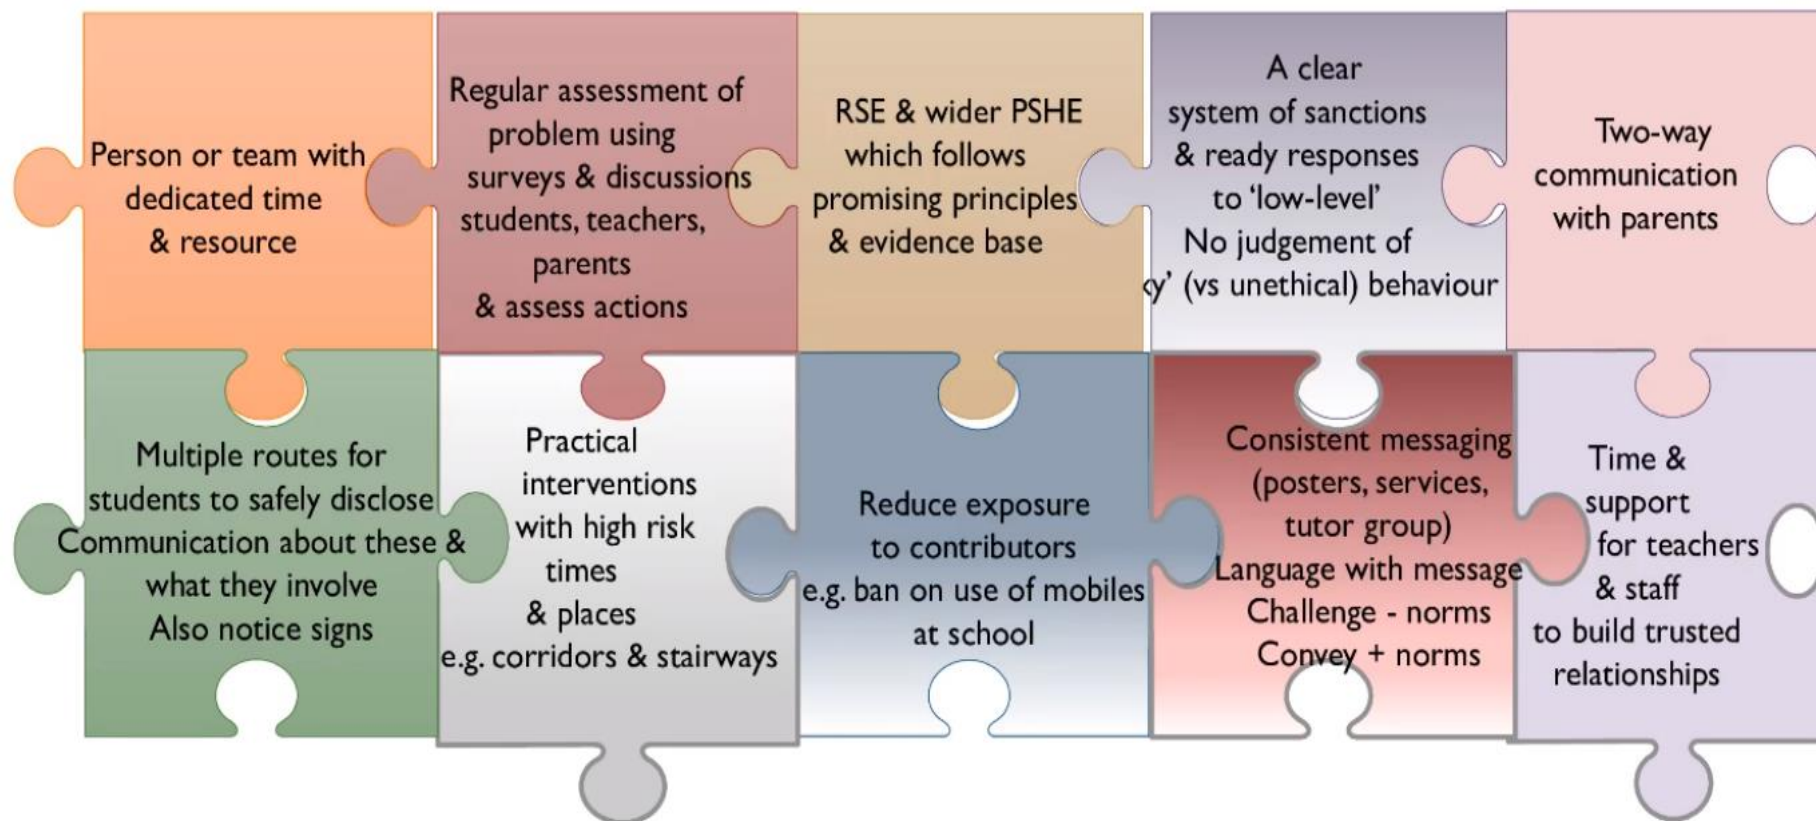 Person or team with
dedicated time
& resource
Regular assessment of
problem using
surveys & discussions
students, teachers,
parents
& assess actions
RSE & wider PSHE
which follows
promising principles
& evidence base
A clear
system of sanctions
& ready responses
to ‘low-level’
No judgement of
(vs unethical) behaviour
Two-way
communication
with parents
Multiple routes for
students to safely disclose
Communication about these &
what they involve
Also notice signs
Practical
interventions
with high risk
times
& places
e.g. corridors & stairways
Reduce exposure
to contributors
e.g. ban on use of mobiles
at school
Consistent messaging
(posters, services,
tutor group)
Language with message
Challenge - norms
Convey + norms
Time &
support
for teachers
& staff
to build trusted
relationships